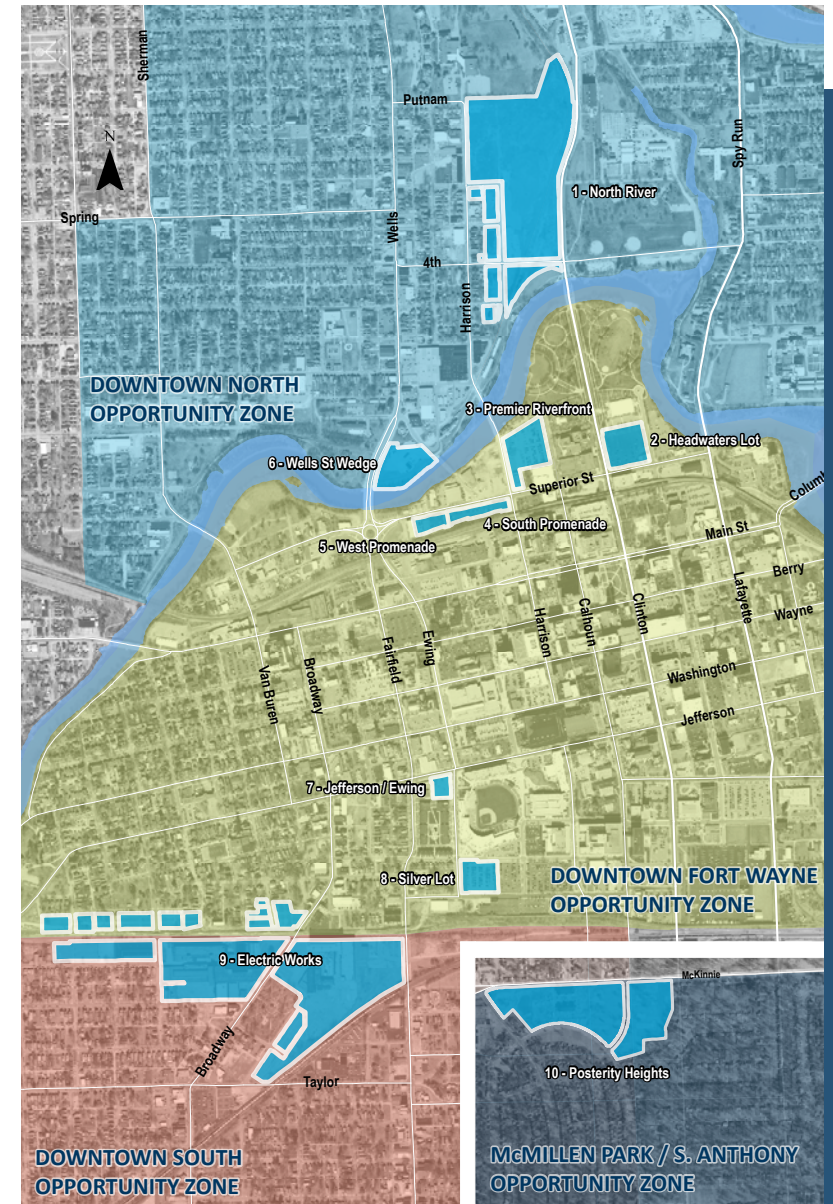 Sherman
Putnam
N
Spy Run
1 - North River
Spring
Wells
4th
Harrison
DOWNTOWN NORTH
OPPORTUNITY ZONE
3 - Premier Riverfront
2 - Headwaters Lot
6 - Wells St Wedge
Superior St
Columb
4 - South Promenade
5 - West Promenade
Main St
Berry
Lafayette
Wayne
Clinton
Calhoun
Harrison
Ewing
Fairfield
Broadway
Van Buren
Washington
Jefferson
7 - Jefferson / Ewing
8 - Silver Lot
DOWNTOWN FORT WAYNE
OPPORTUNITY ZONE
9 - Electric Works
McKinnie
Broadway
10 - Posterity Heights
Taylor
DOWNTOWN SOUTH
OPPORTUNITY ZONE
McMILLEN PARK / S. ANTHONY
OPPORTUNITY ZONE